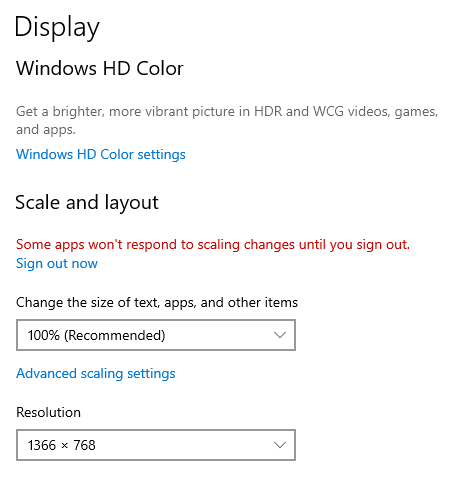 Display
Windows HD Color
Get a brighter, more vibrant picture in HDR and WCG videos, games,
and apps.
Windows HD Color settings
Scale and layout
Some apps won't respond to scaling changes until you sign out.
Sign out now
Change the size of text, apps, and other items
100% (Recommended)
Advanced scaling settings
Resolution
1366 × 768